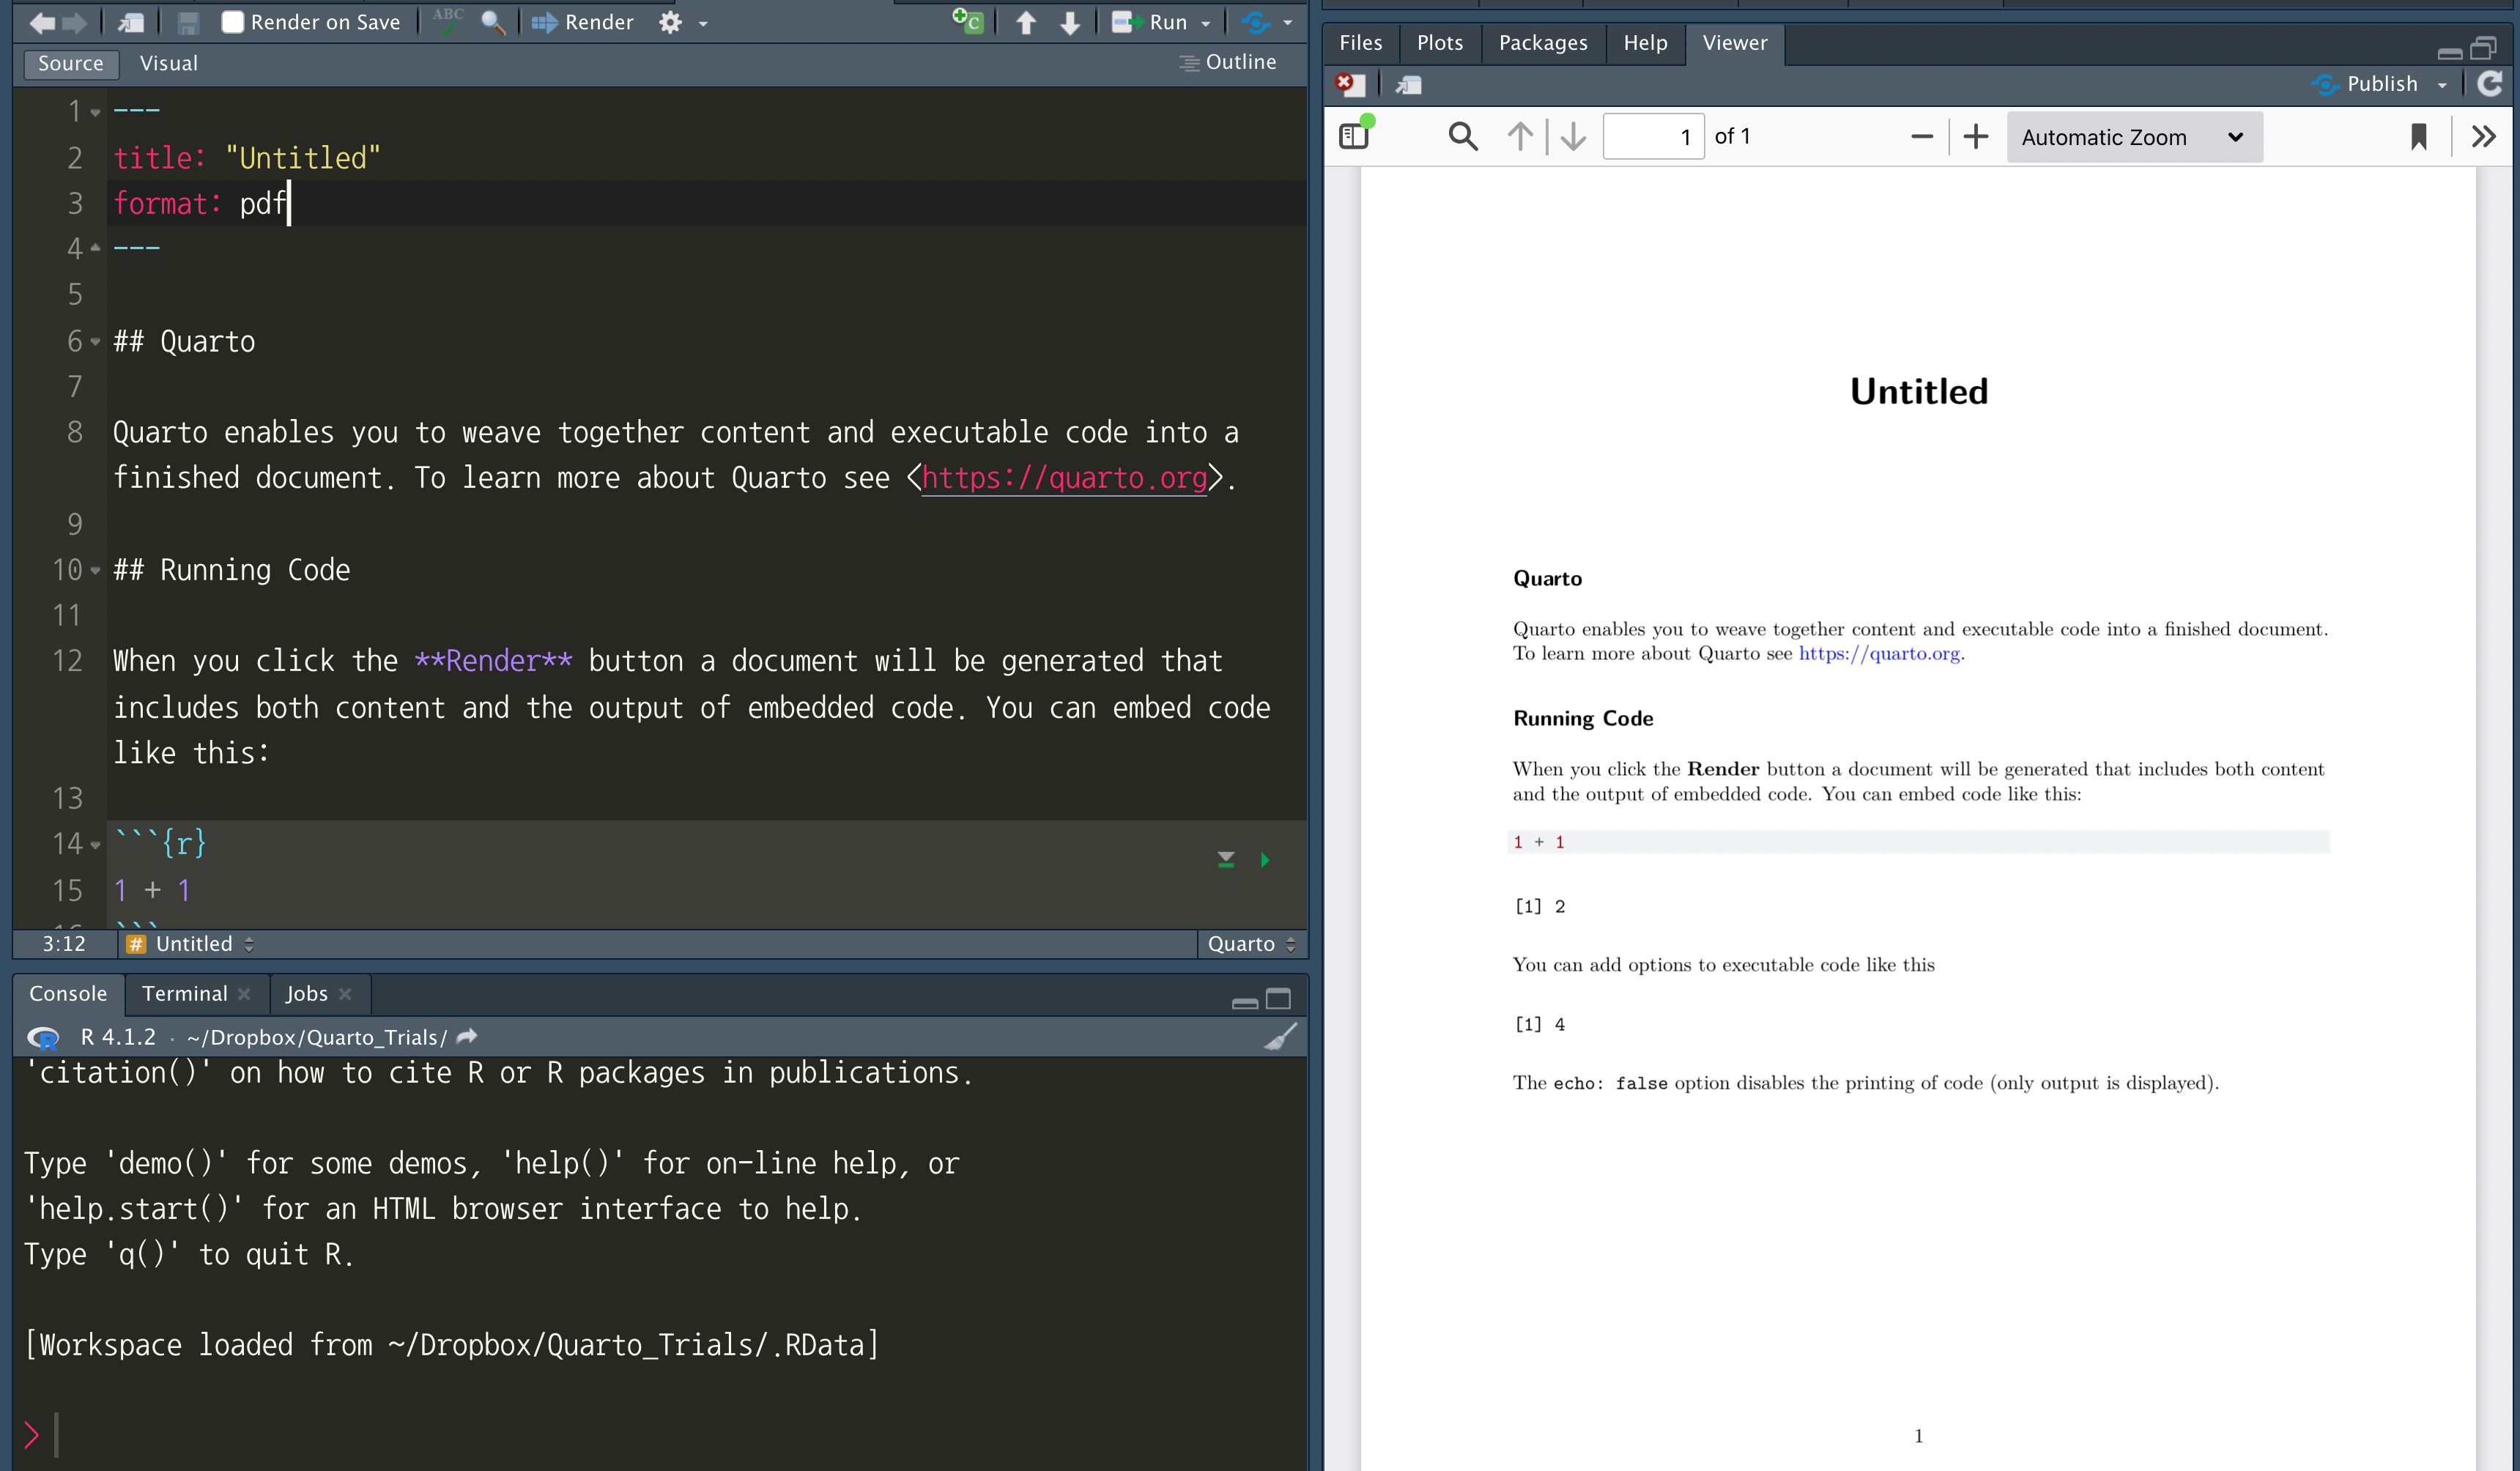 Render on Save ABC Render Run
Source Visual Outline
1 ---
2 title: "Untitled"
3 format: pdf
4 ---
5
6 ## Quarto
7
8 Quarto enables you to weave together content and executable code into a
finished document. To learn more about Quarto see <https://quarto.org>.
9
10 ## Running Code
11
12 When you click the **Render** button a document will be generated that
includes both content and the output of embedded code. You can embed code
like this:
13
14 ```{r}
15 1 + 1
16 ```
3:12 # Untitled Quarto
Console Terminal Jobs
R 4.1.2 · ~/Dropbox/Quarto_Trials/
'citation()' on how to cite R or R packages in publications.
Type 'demo()' for some demos, 'help()' for on-line help, or
'help.start()' for an HTML browser interface to help.
Type 'q()' to quit R.
[Workspace loaded from ~/Dropbox/Quarto_Trials/.RData]
>
Files Plots Packages Help Viewer
Publish
1 of 1 Automatic Zoom
Untitled
Quarto
Quarto enables you to weave together content and executable code into a finished document.
To learn more about Quarto see https://quarto.org.
Running Code
When you click the Render button a document will be generated that includes both content
and the output of embedded code. You can embed code like this:
1 + 1
[1] 2
You can add options to executable code like this
[1] 4
The echo: false option disables the printing of code (only output is displayed).
1